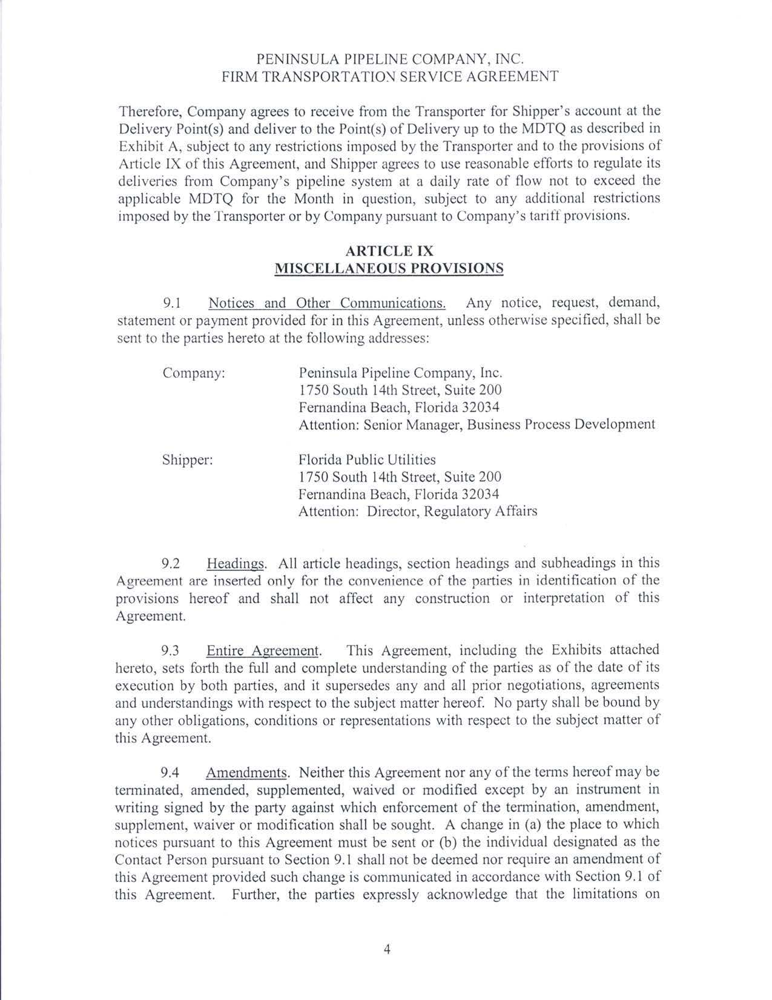 PENINSULA PIPELINE COMPANY, INC.
FIRM TRANSPORTATION SERVICE AGREEMENT
Therefore, Company agrees to receive from the Transporter for Shipper's account at the
Delivery Point(s) and deliver to the Point(s) of Delivery up to the MDTQ as described in
Exhibit A, subject to any restrictions imposed by the Transporter and to the provisions of
Article IX of this Agreement, and Shipper agrees to use reasonable efforts to regulate its
deliveries from Company's pipeline system at a daily rate of flow not to exceed the
applicable MDTQ for the Month in question, subject to any additional restrictions
imposed by the Transporter or by Company pursuant to Company's tariff provisions.
ARTICLE IX
MISCELLANEOUS PROVISIONS
9.1 Notices and Other Communications. Any notice, request, demand,
statement or payment provided for in this Agreement, unless otherwise specified, shall be
sent to the parties hereto at the following addresses:
Company: Peninsula Pipeline Company, Inc.
1750 South 14th Street, Suite 200
Fernandina Beach, Florida 32034
Attention: Senior Manager, Business Process Development
Shipper: Florida Public Utilities
1750 South 14th Street, Suite 200
Fernandina Beach, Florida 32034
Attention: Director, Regulatory Affairs
9.2 Headings. All article headings, section headings and subheadings in this
Agreement are inserted only for the convenience of the parties in identification of the
provisions hereof and shall not affect any construction or interpretation of this
Agreement.
9.3 Entire Agreement. This Agreement, including the Exhibits attached
hereto, sets forth the full and complete understanding of the parties as of the date of its
execution by both parties, and it supersedes any and all prior negotiations, agreements
and understandings with respect to the subject matter hereof. No party shall be bound by
any other obligations, conditions or representations with respect to the subject matter of
this Agreement.
9.4 Amendments. Neither this Agreement nor any of the terms hereof may be
terminated, amended, supplemented, waived or modified except by an instrument in
writing signed by the party against which enforcement of the termination, amendment,
supplement, waiver or modification shall be sought. A change in (a) the place to which
notices pursuant to this Agreement must be sent or (b) the individual designated as the
Contact Person pursuant to Section 9.1 shall not be deemed nor require an amendment of
this Agreement provided such change is communicated in accordance with Section 9.1 of
this Agreement. Further, the parties expressly acknowledge that the limitations on
4